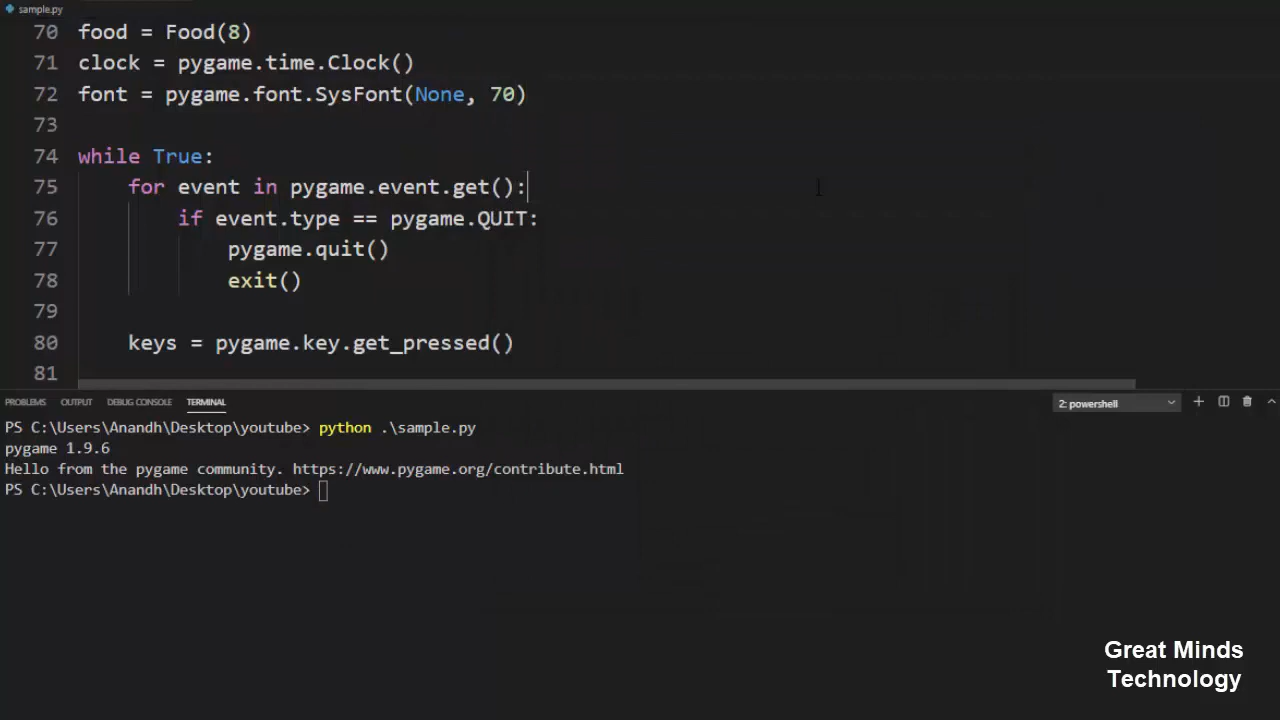 sample.py
70 food = Food(8)
71 clock = pygame.time.Clock()
72 font = pygame.font.SysFont(None, 70)
73
74 while True:
75 for event in pygame.event.get():
76 if event.type == pygame.QUIT:
77 pygame.quit()
78 exit()
79
80 keys = pygame.key.get_pressed()
81
PROBLEMS OUTPUT DEBUG CONSOLE TERMINAL 2: powershell
PS C:\Users\Anandh\Desktop\youtube> python .\sample.py
pygame 1.9.6
Hello from the pygame community. https://www.pygame.org/contribute.html
PS C:\Users\Anandh\Desktop\youtube>
Great Minds
Technology